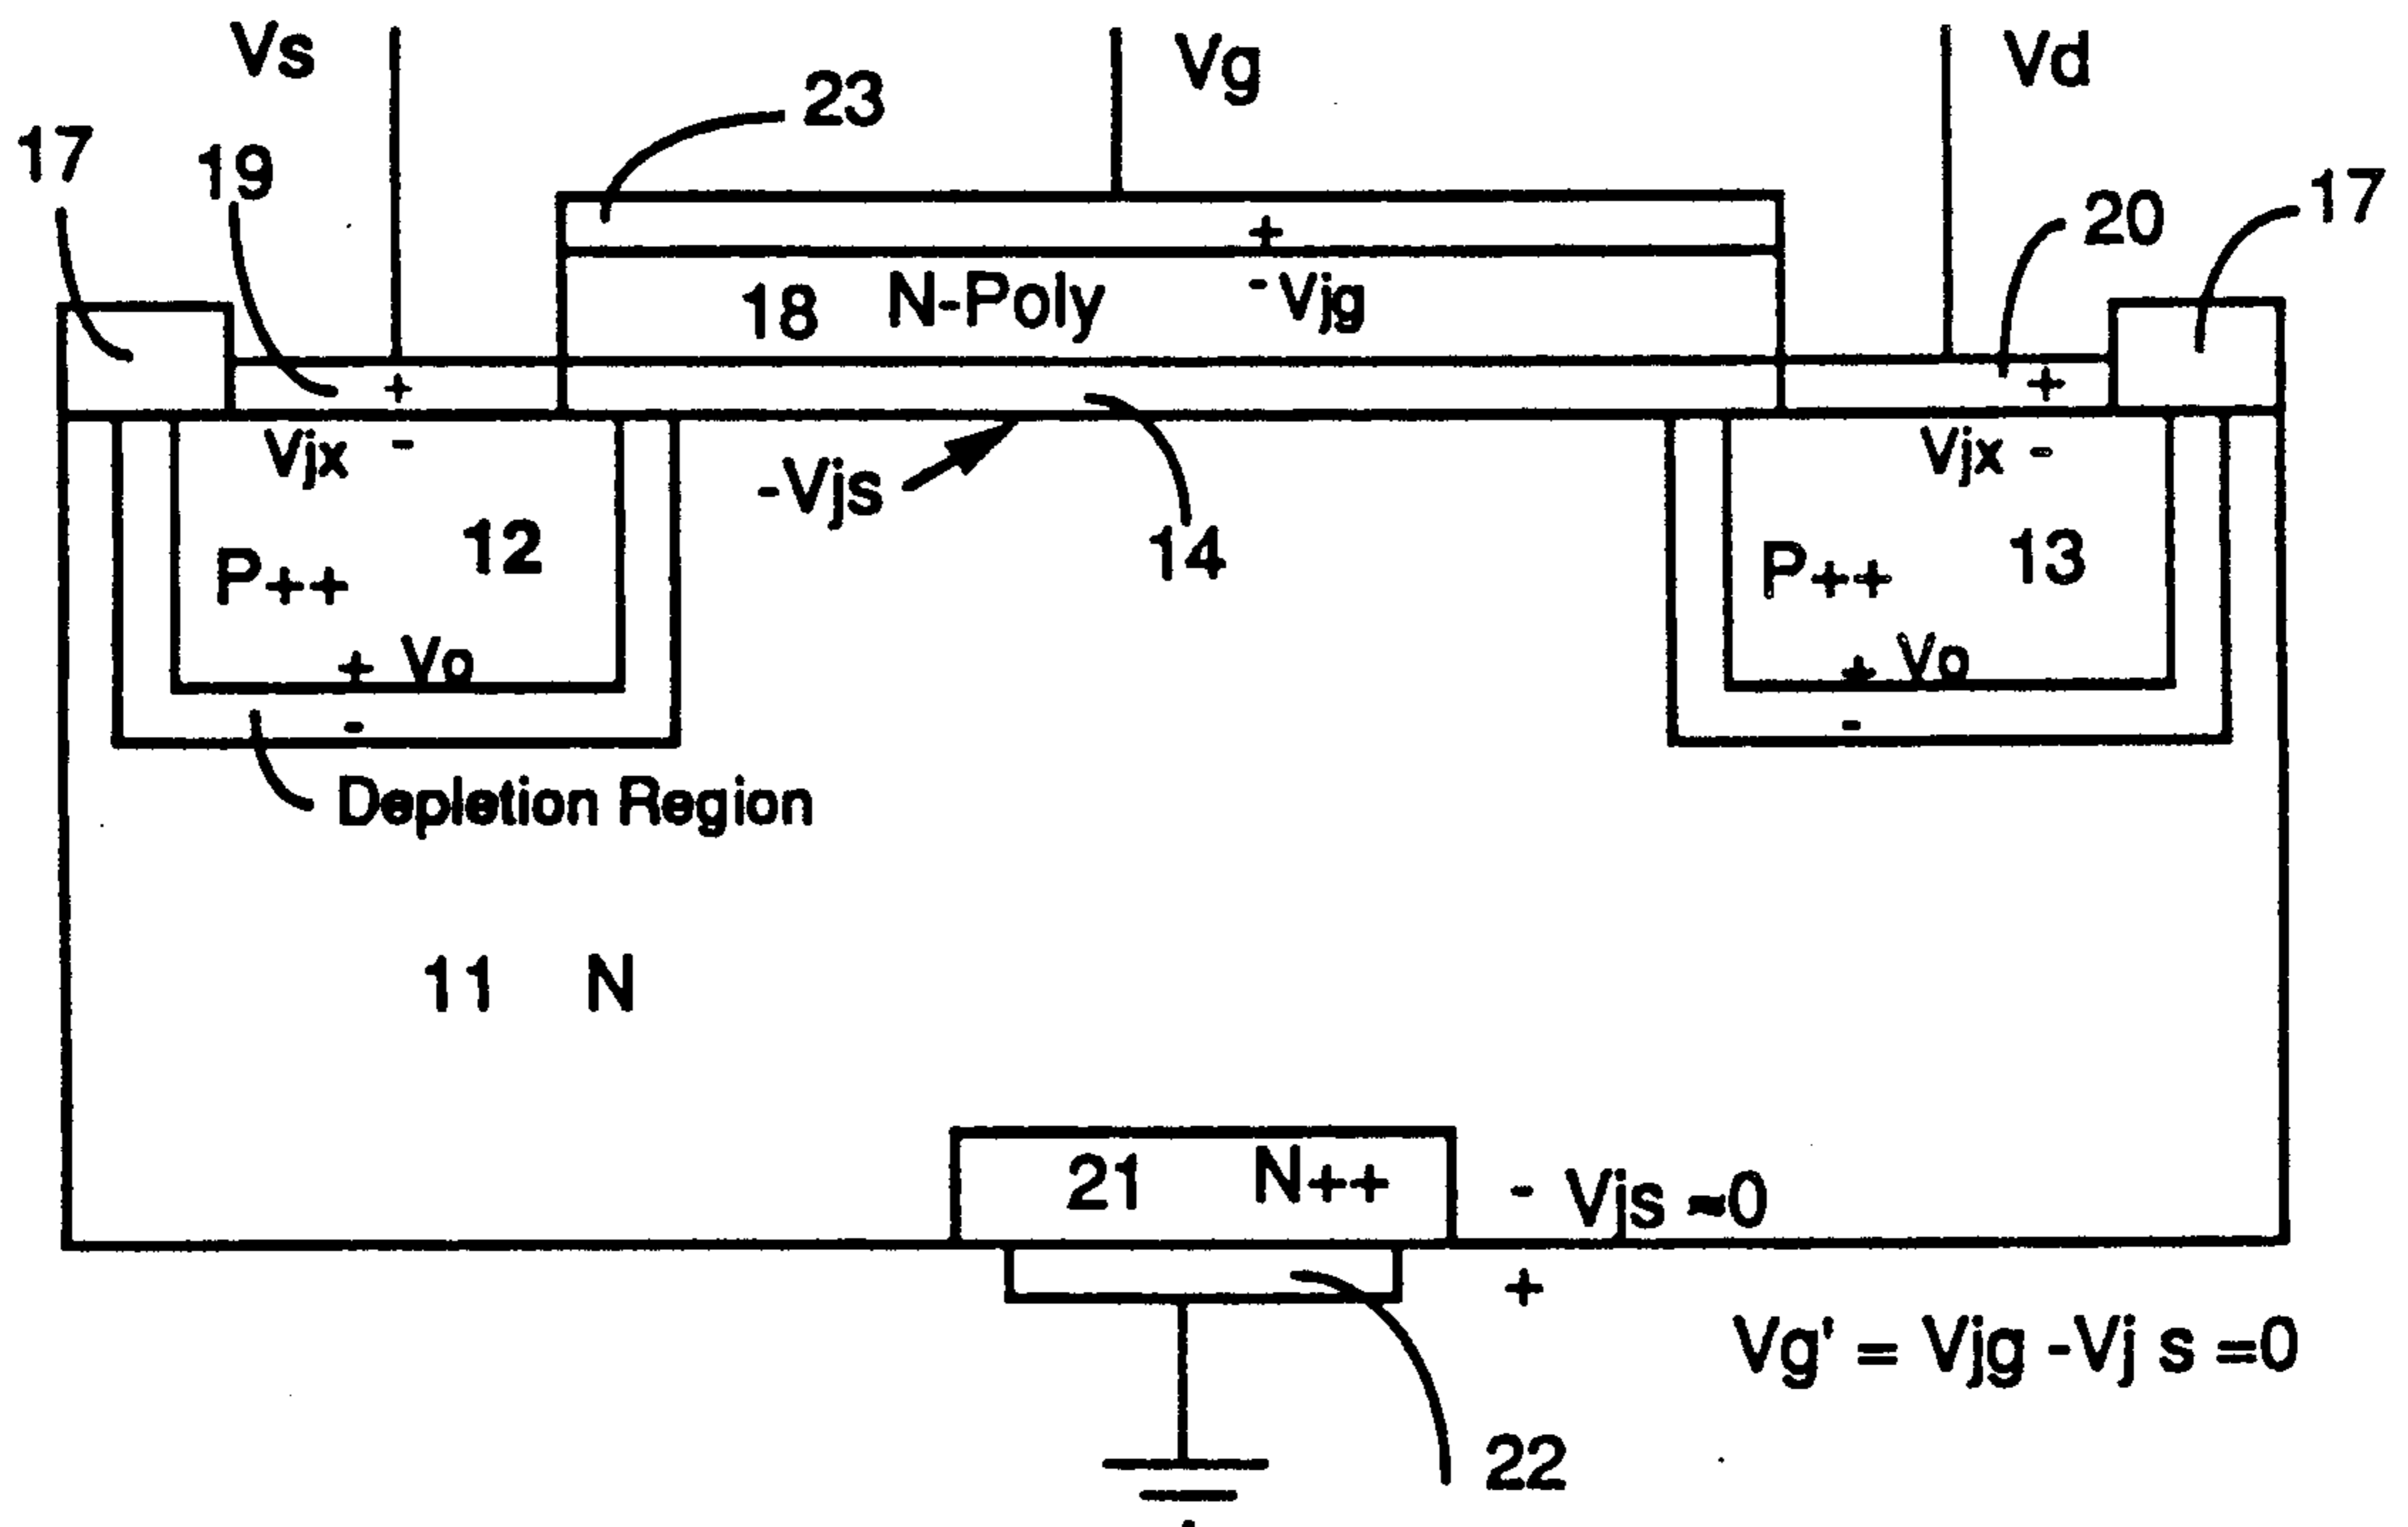 Vs
Vg
Vd
23
17
19
20
17
+
18 N-Poly - Vjg
+ +
Vjx - Vjx -
-Vjs
14
P++ 12
P++ 13
+ Vo + Vo
- -
Depletion Region
11 N
21 N++
- Vjs ≈0
+
Vg' = Vjg -Vj s =0
22